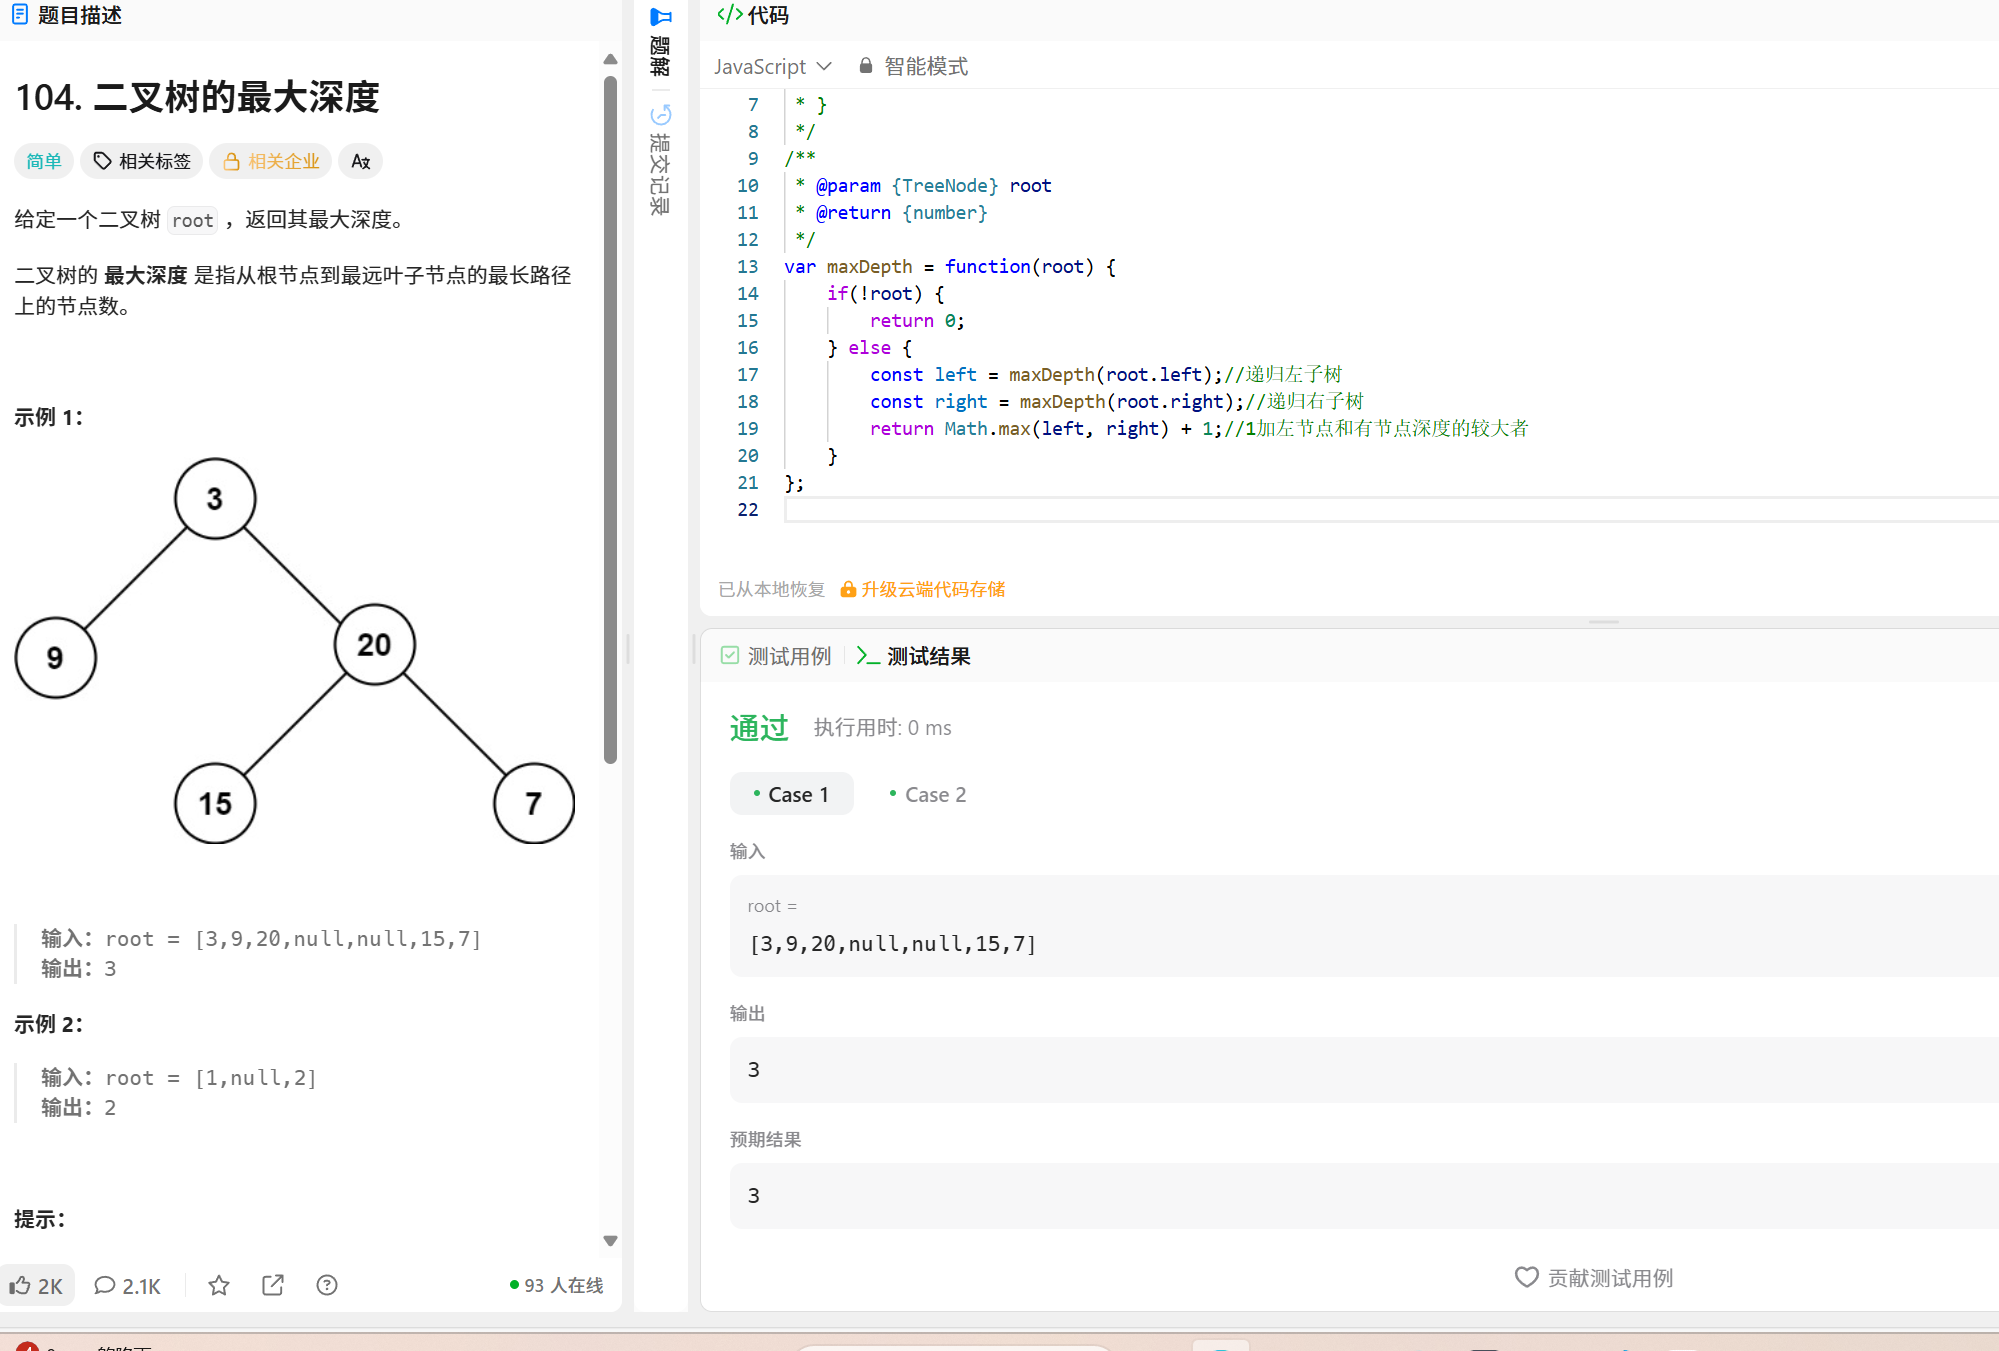 题目描述
104. 二叉树的最大深度
简单 相关标签 相关企业
给定一个二叉树 root ，返回其最大深度。
二叉树的 最大深度 是指从根节点到最远叶子节点的最长路径
上的节点数。
示例 1：
3
9
20
15
7
输入：root = [3,9,20,null,null,15,7]
输出：3
示例 2：
输入：root = [1,null,2]
输出：2
提示：
2K 2.1K 93 人在线
题解
提交记录
</> 代码
JavaScript 智能模式
7 * }
8 */
9 /**
10 * @param {TreeNode} root
11 * @return {number}
12 */
13 var maxDepth = function(root) {
14 if(!root) {
15 return 0;
16 } else {
17 const left = maxDepth(root.left);//递归左子树
18 const right = maxDepth(root.right);//递归右子树
19 return Math.max(left, right) + 1;//1加左节点和有节点深度的较大者
20 }
21 };
22
已从本地恢复 升级云端代码存储
测试用例 测试结果
通过 执行用时: 0 ms
Case 1 Case 2
输入
root =
[3,9,20,null,null,15,7]
输出
3
预期结果
3
贡献测试用例